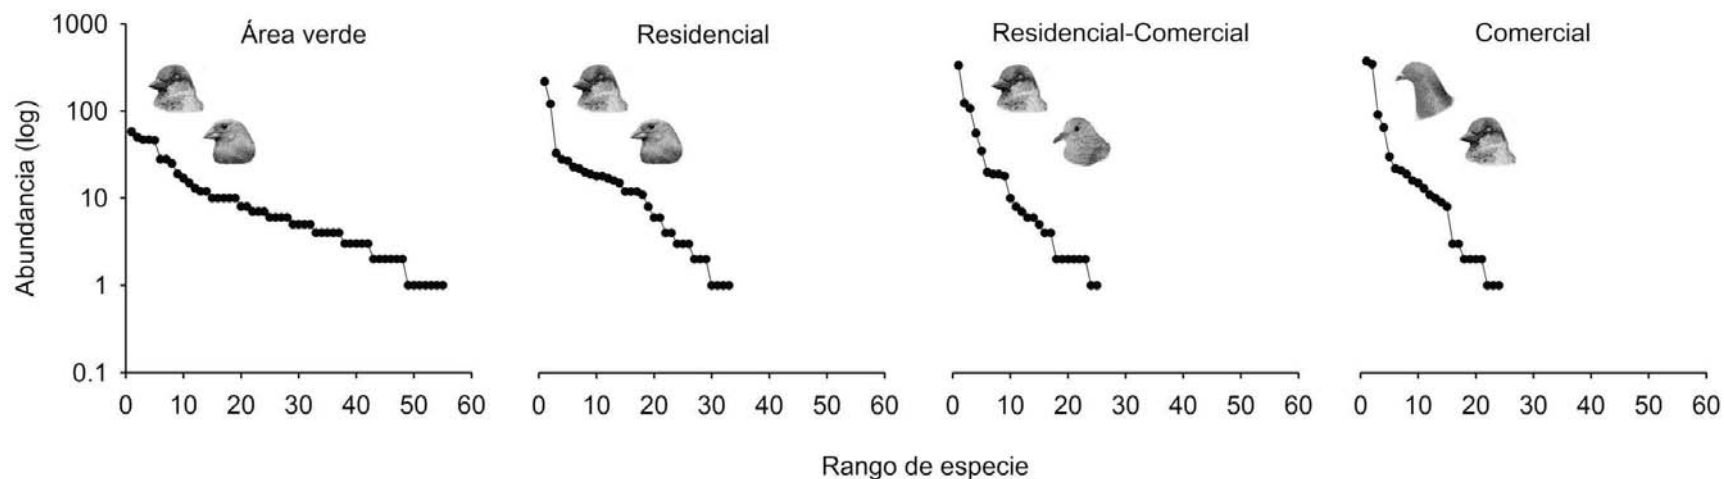 Área verde
Residencial
Residencial-Comercial
Comercial
Abundancia (log)
1000
100
10
1
0.1
0 10 20 30 40 50 60
0 10 20 30 40 50 60
0 10 20 30 40 50 60
0 10 20 30 40 50 60
Rango de especie